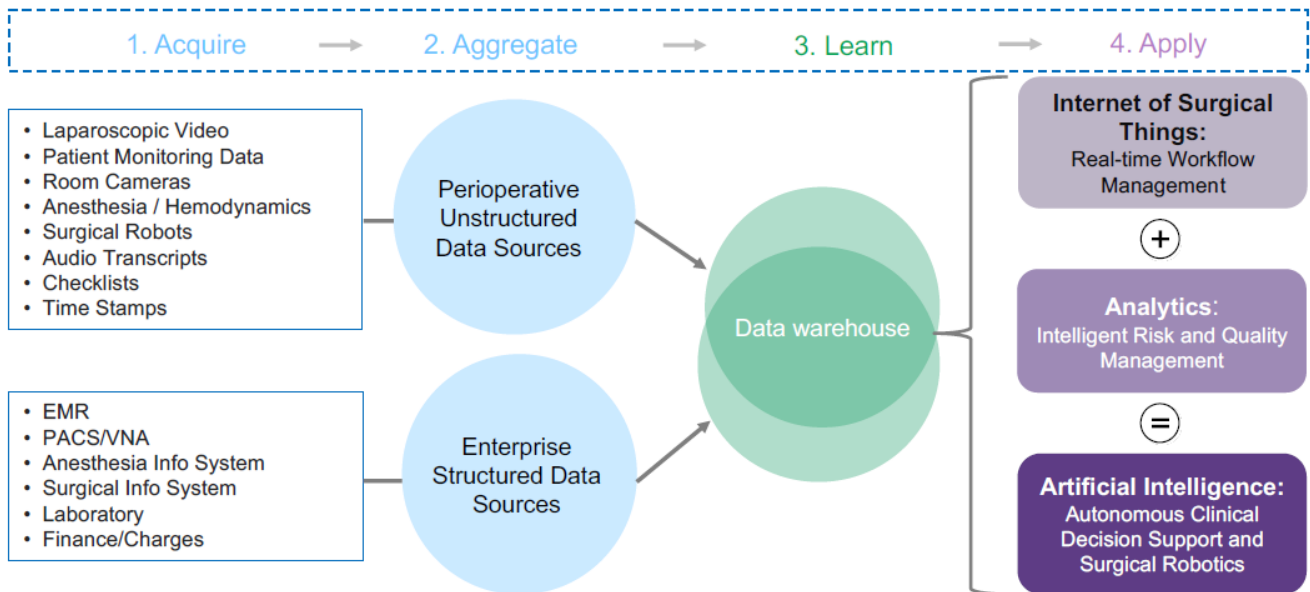 1. Acquire
2. Aggregate
3. Learn
4. Apply
• Laparoscopic Video
• Patient Monitoring Data
• Room Cameras
• Anesthesia / Hemodynamics
• Surgical Robots
• Audio Transcripts
• Checklists
• Time Stamps
Perioperative
Unstructured
Data Sources
• EMR
• PACS/VNA
• Anesthesia Info System
• Surgical Info System
• Laboratory
• Finance/Charges
Enterprise
Structured Data
Sources
Data warehouse
Internet of Surgical
Things:
Real-time Workflow
Management
+
Analytics:
Intelligent Risk and Quality
Management
=
Artificial Intelligence:
Autonomous Clinical
Decision Support and
Surgical Robotics